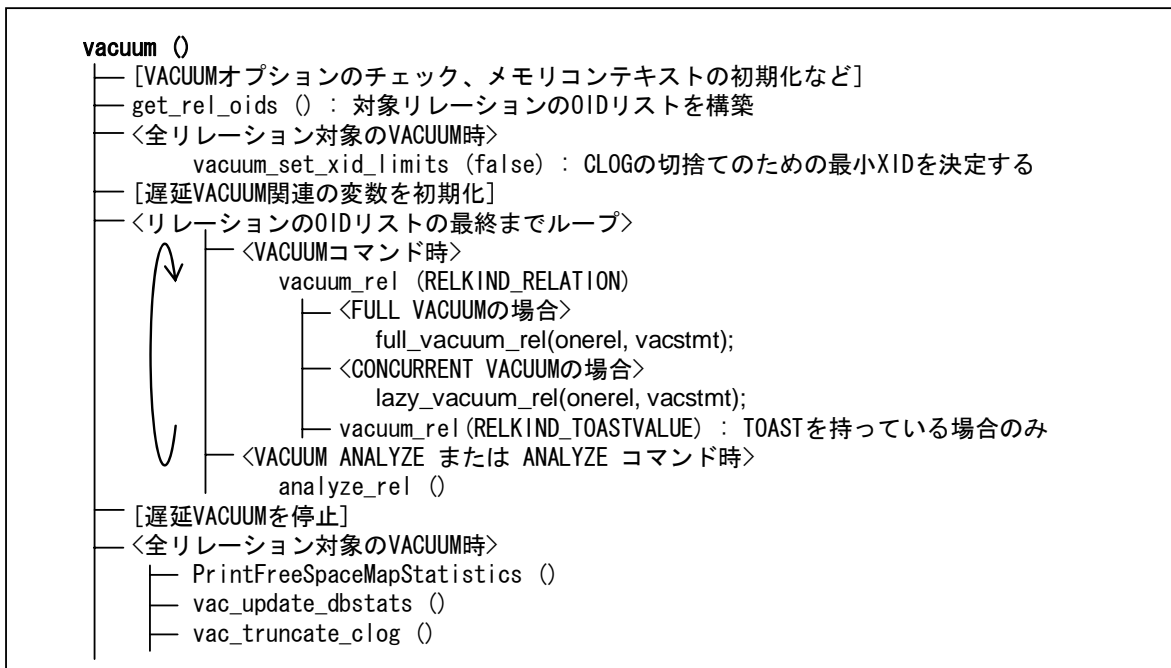 vacuum ()
[VACUUMオプションのチェック、メモリコンテキストの初期化など]
get_rel_oids () : 対象リレーションのOIDリストを構築
<全リレーション対象のVACUUM時>
vacuum_set_xid_limits (false) : CLOGの切捨てのための最小XIDを決定する
[遅延VACUUM関連の変数を初期化]
<リレーションのOIDリストの最終までループ>
<VACUUMコマンド時>
vacuum_rel (RELKIND_RELATION)
<FULL VACUUMの場合>
full_vacuum_rel(onerel, vacstmt);
<CONCURRENT VACUUMの場合>
lazy_vacuum_rel(onerel, vacstmt);
vacuum_rel(RELKIND_TOASTVALUE) : TOASTを持っている場合のみ
<VACUUM ANALYZE または ANALYZE コマンド時>
analyze_rel ()
[遅延VACUUMを停止]
<全リレーション対象のVACUUM時>
PrintFreeSpaceMapStatistics ()
vac_update_dbstats ()
vac_truncate_clog ()